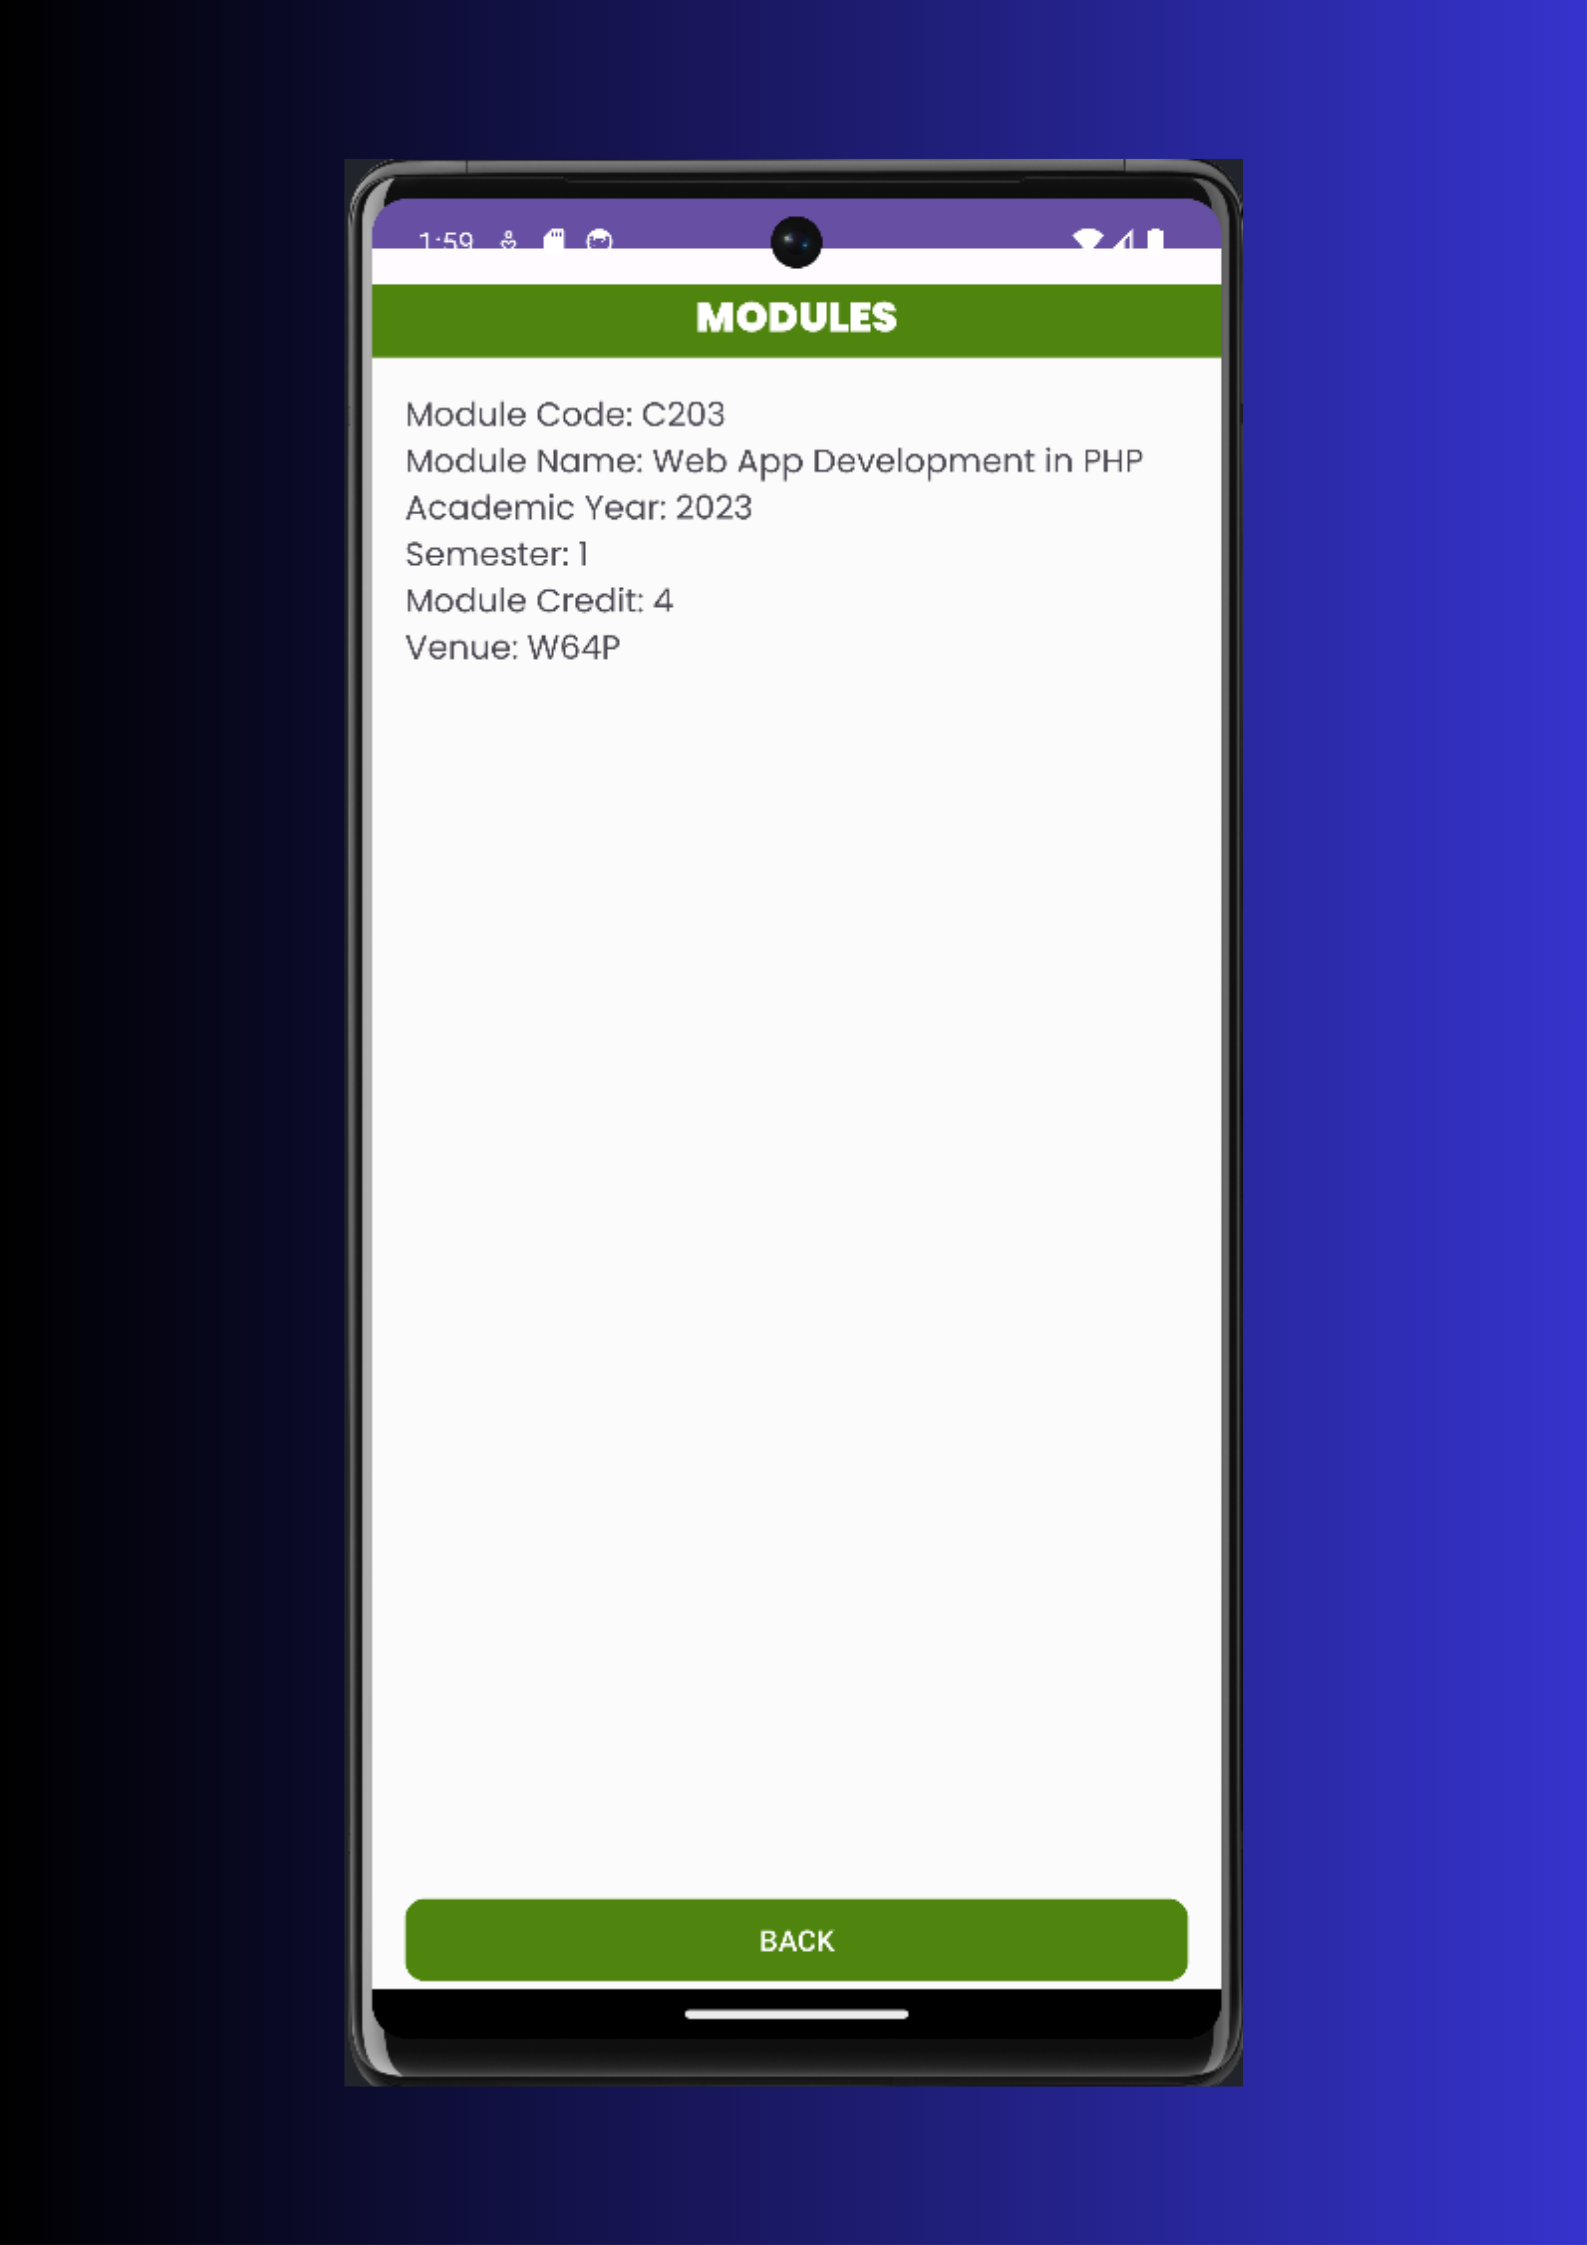 1:59
MODULES
Module Code: C203
Module Name: Web App Development in PHP
Academic Year: 2023
Semester: 1
Module Credit: 4
Venue: W64P
BACK